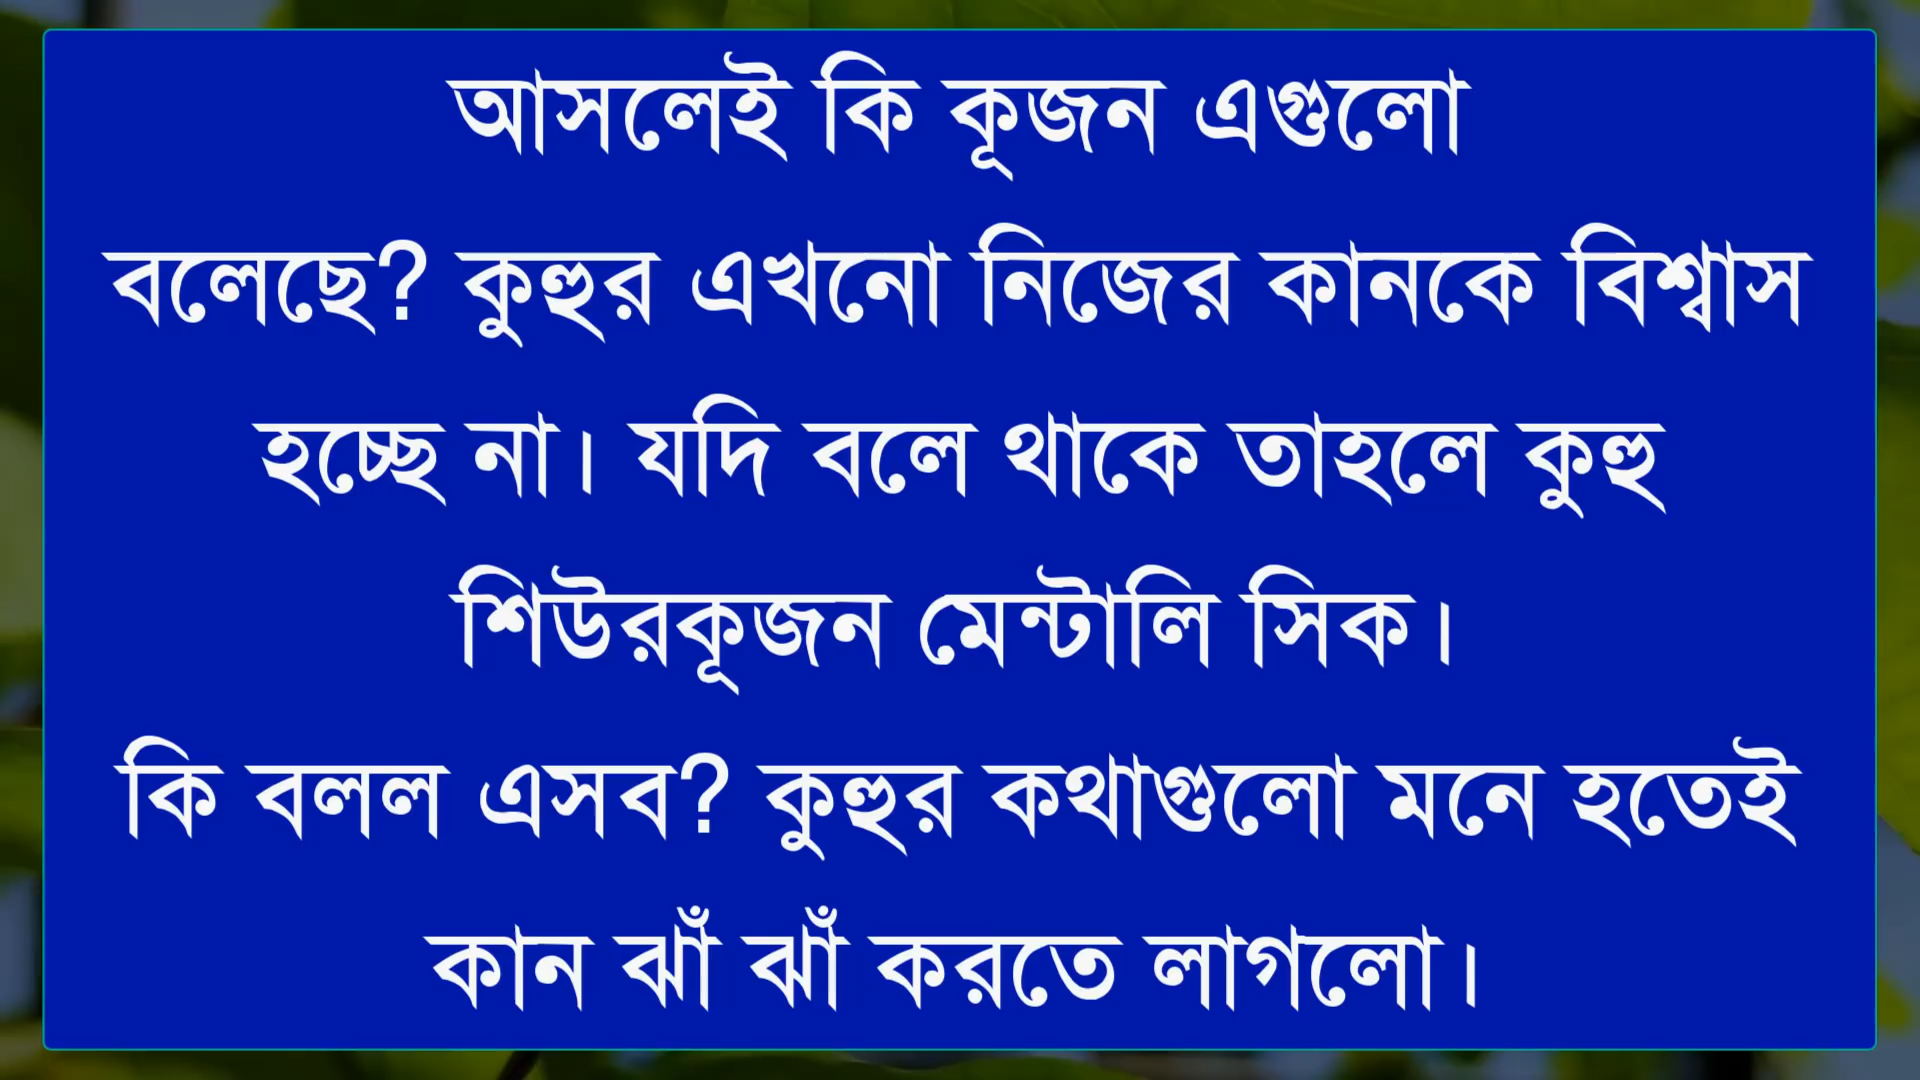 আসলেই কি কূজন এগুলো
বলেছে? কুহুর এখনো নিজের কানকে বিশ্বাস
হচ্ছে না। যদি বলে থাকে তাহলে কুহু
শিউরকূজন মেন্টালি সিক।
কি বলল এসব? কুহুর কথাগুলো মনে হতেই
কান ঝাঁ ঝাঁ করতে লাগলো।